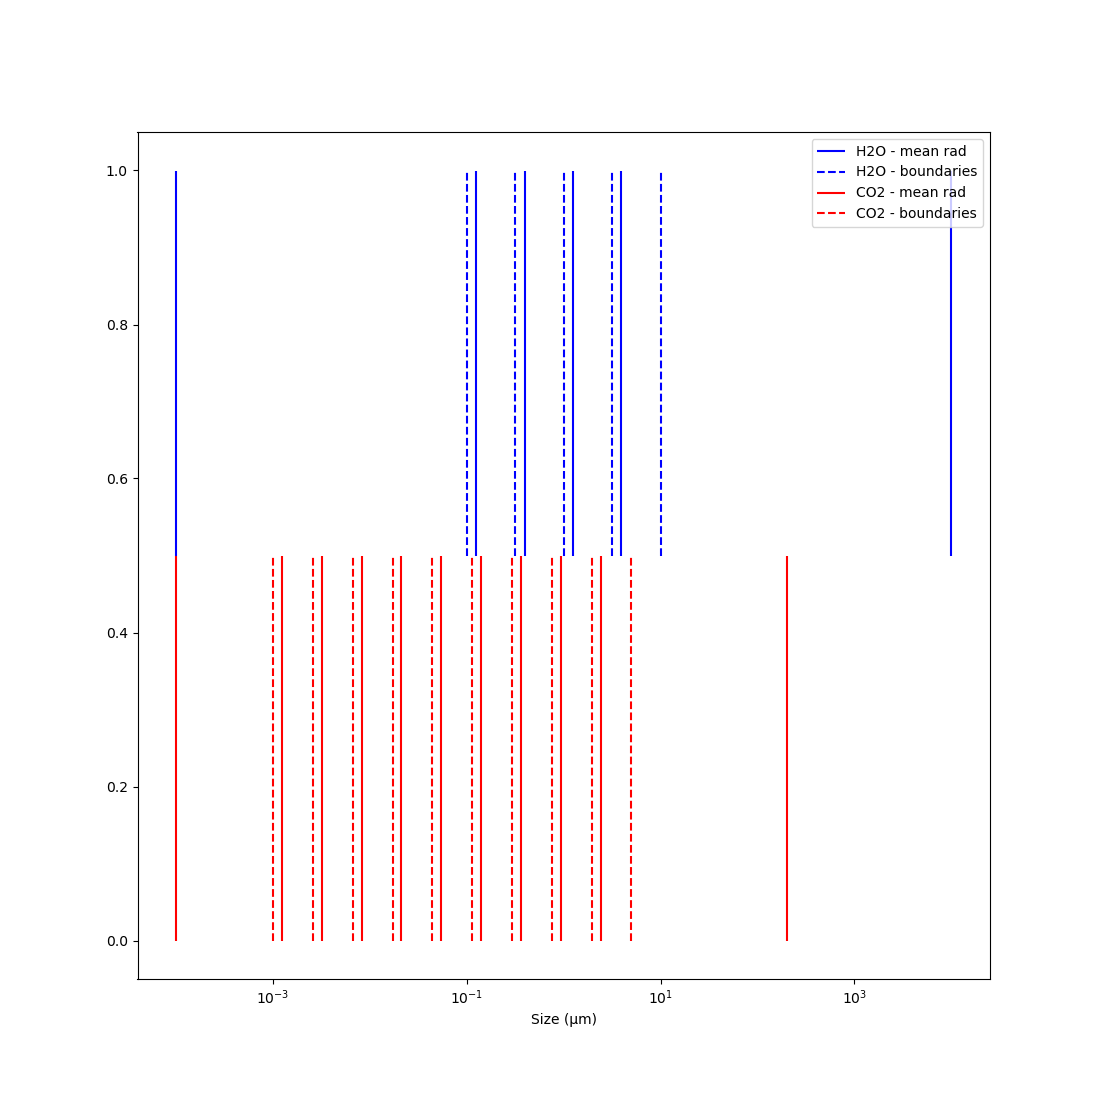 H2O - mean rad
H2O - boundaries
CO2 - mean rad
CO2 - boundaries
1.0
0.8
0.6
0.4
0.2
0.0
10⁻³ 10⁻¹ 10¹ 10³
Size (µm)